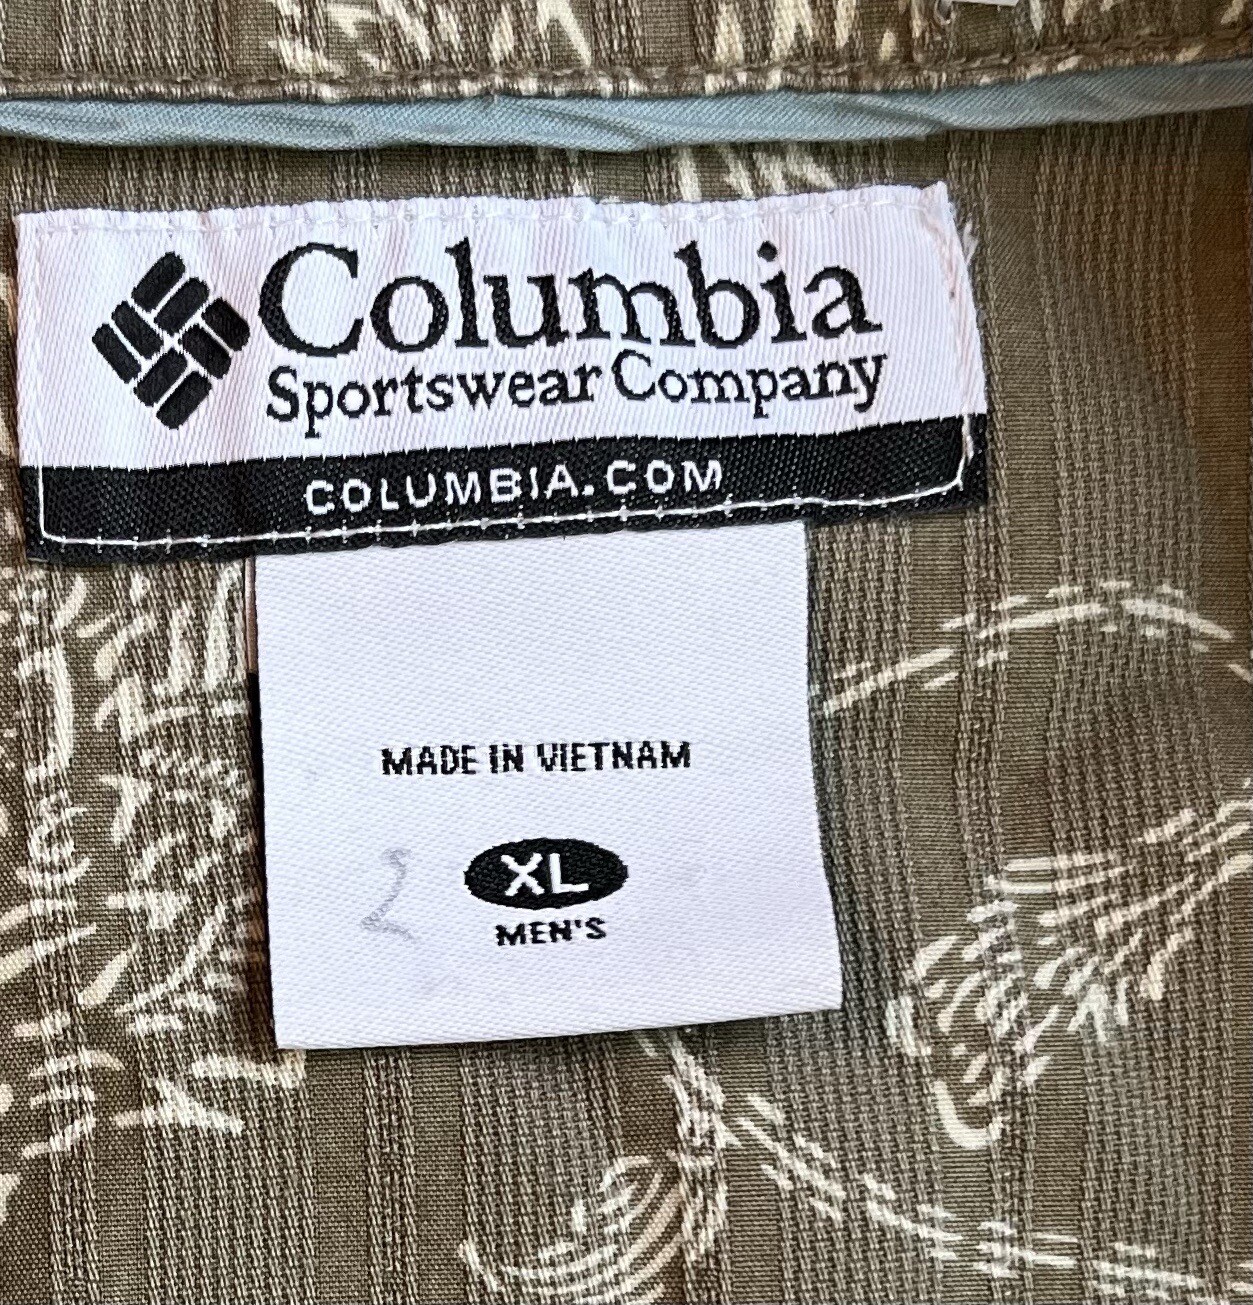 Columbia
Sportswear Company
COLUMBIA.COM
MADE IN VIETNAM
XL
MEN'S